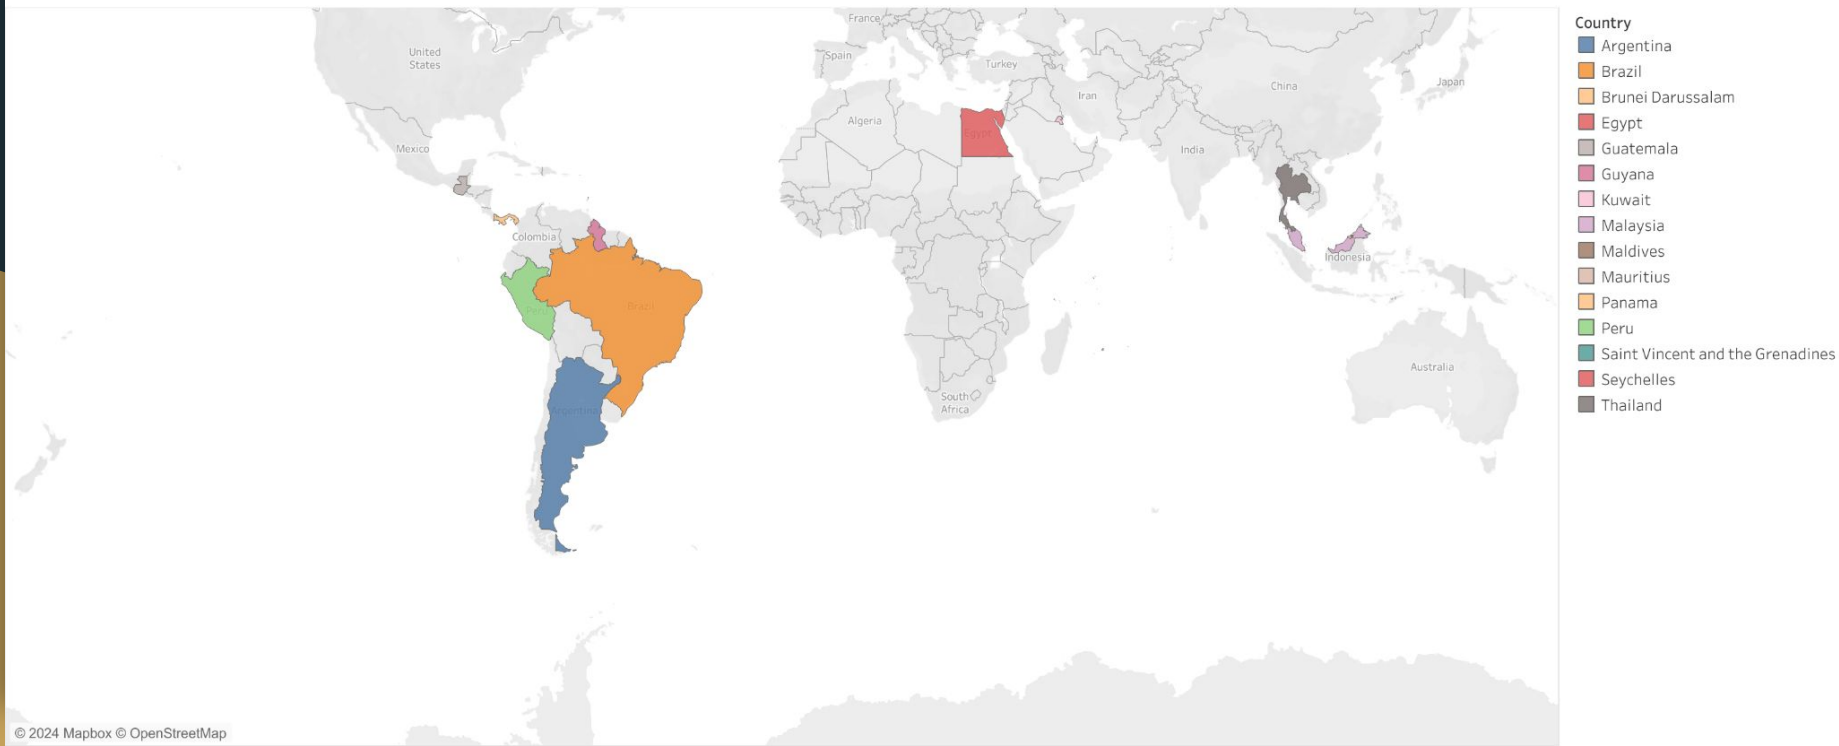 France
United
States
Spain
Turkey
Japan
China
Iran
Algeria
Egypt
Mexico
India
Colombia
Indonesia
Brazil
Peru
Australia
South
Africa
Argentina
© 2024 Mapbox © OpenStreetMap
Country
Argentina
Brazil
Brunei Darussalam
Egypt
Guatemala
Guyana
Kuwait
Malaysia
Maldives
Mauritius
Panama
Peru
Saint Vincent and the Grenadines
Seychelles
Thailand